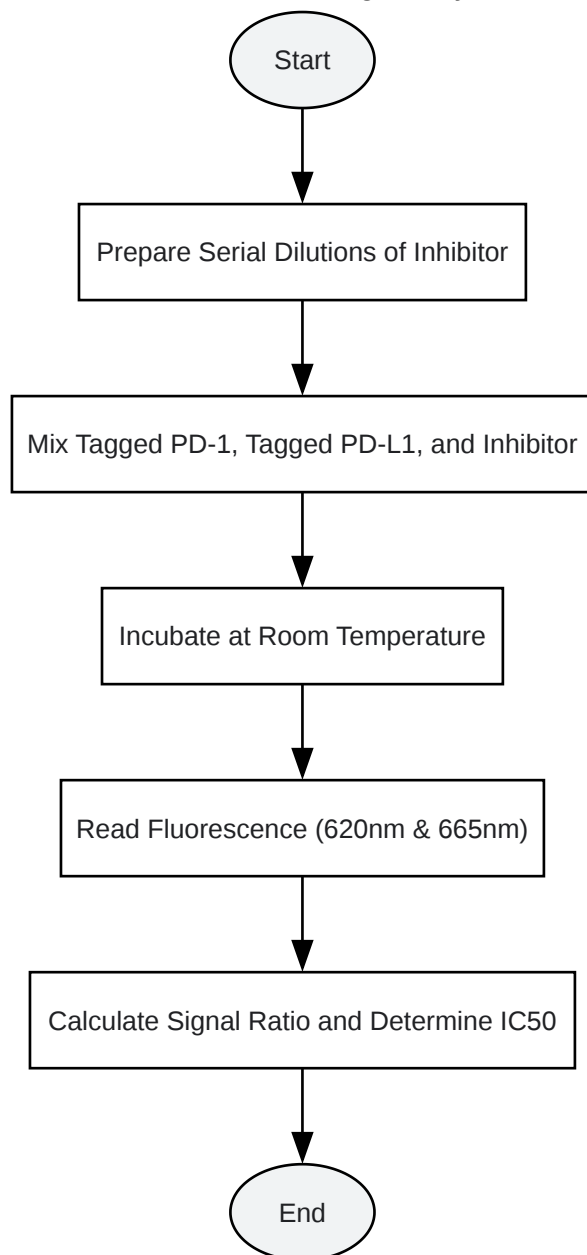 Start
Prepare Serial Dilutions of Inhibitor
Mix Tagged PD-1, Tagged PD-L1, and Inhibitor
Incubate at Room Temperature
Read Fluorescence (620nm & 665nm)
Calculate Signal Ratio and Determine IC50
End